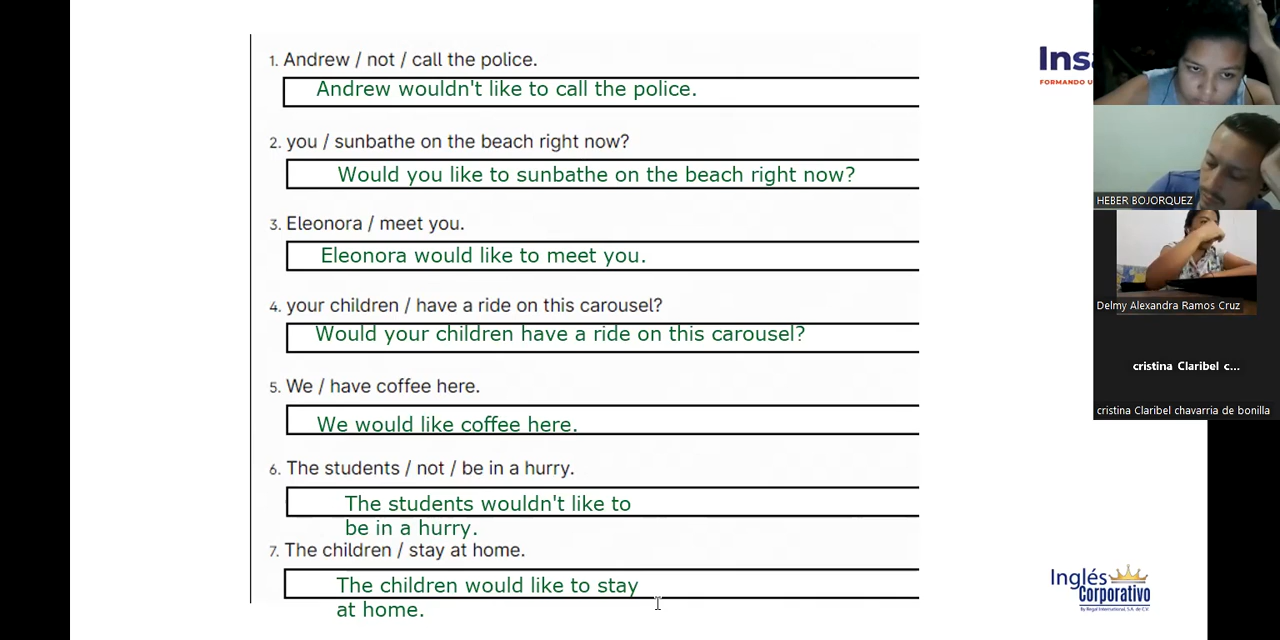 1. Andrew / not / call the police.
Andrew wouldn't like to call the police.
2. you / sunbathe on the beach right now?
Would you like to sunbathe on the beach right now?
3. Eleonora / meet you.
Eleonora would like to meet you.
4. your children / have a ride on this carousel?
Would your children have a ride on this carousel?
5. We / have coffee here.
We would like coffee here.
6. The students / not / be in a hurry.
The students wouldn't like to
be in a hurry.
7. The children / stay at home.
The children would like to stay
at home.
Ins
FORMANDO U
HEBER BOJORQUEZ
Delmy Alexandra Ramos Cruz
cristina Claribel c...
cristina Claribel chavarria de bonilla
Inglés
Corporativo